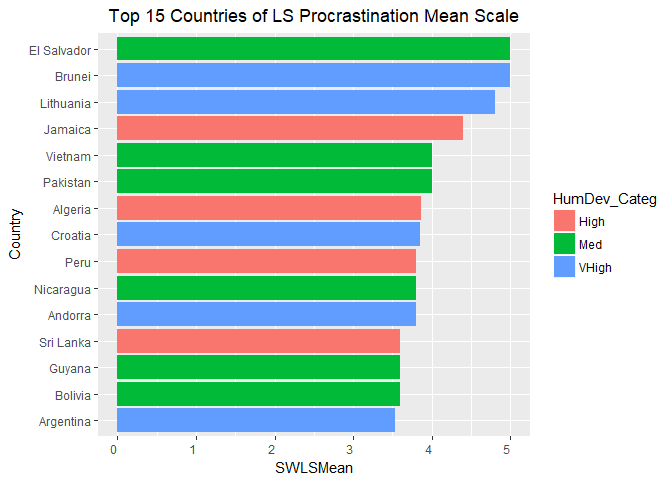 Top 15 Countries of LS Procrastination Mean Scale
El Salvador
Brunei
Lithuania
Jamaica
Vietnam
Pakistan
Algeria
Croatia
Peru
Nicaragua
Andorra
Sri Lanka
Guyana
Bolivia
Argentina
Country
0 1 2 3 4 5
SWLSMean
HumDev_Categ
High
Med
VHigh